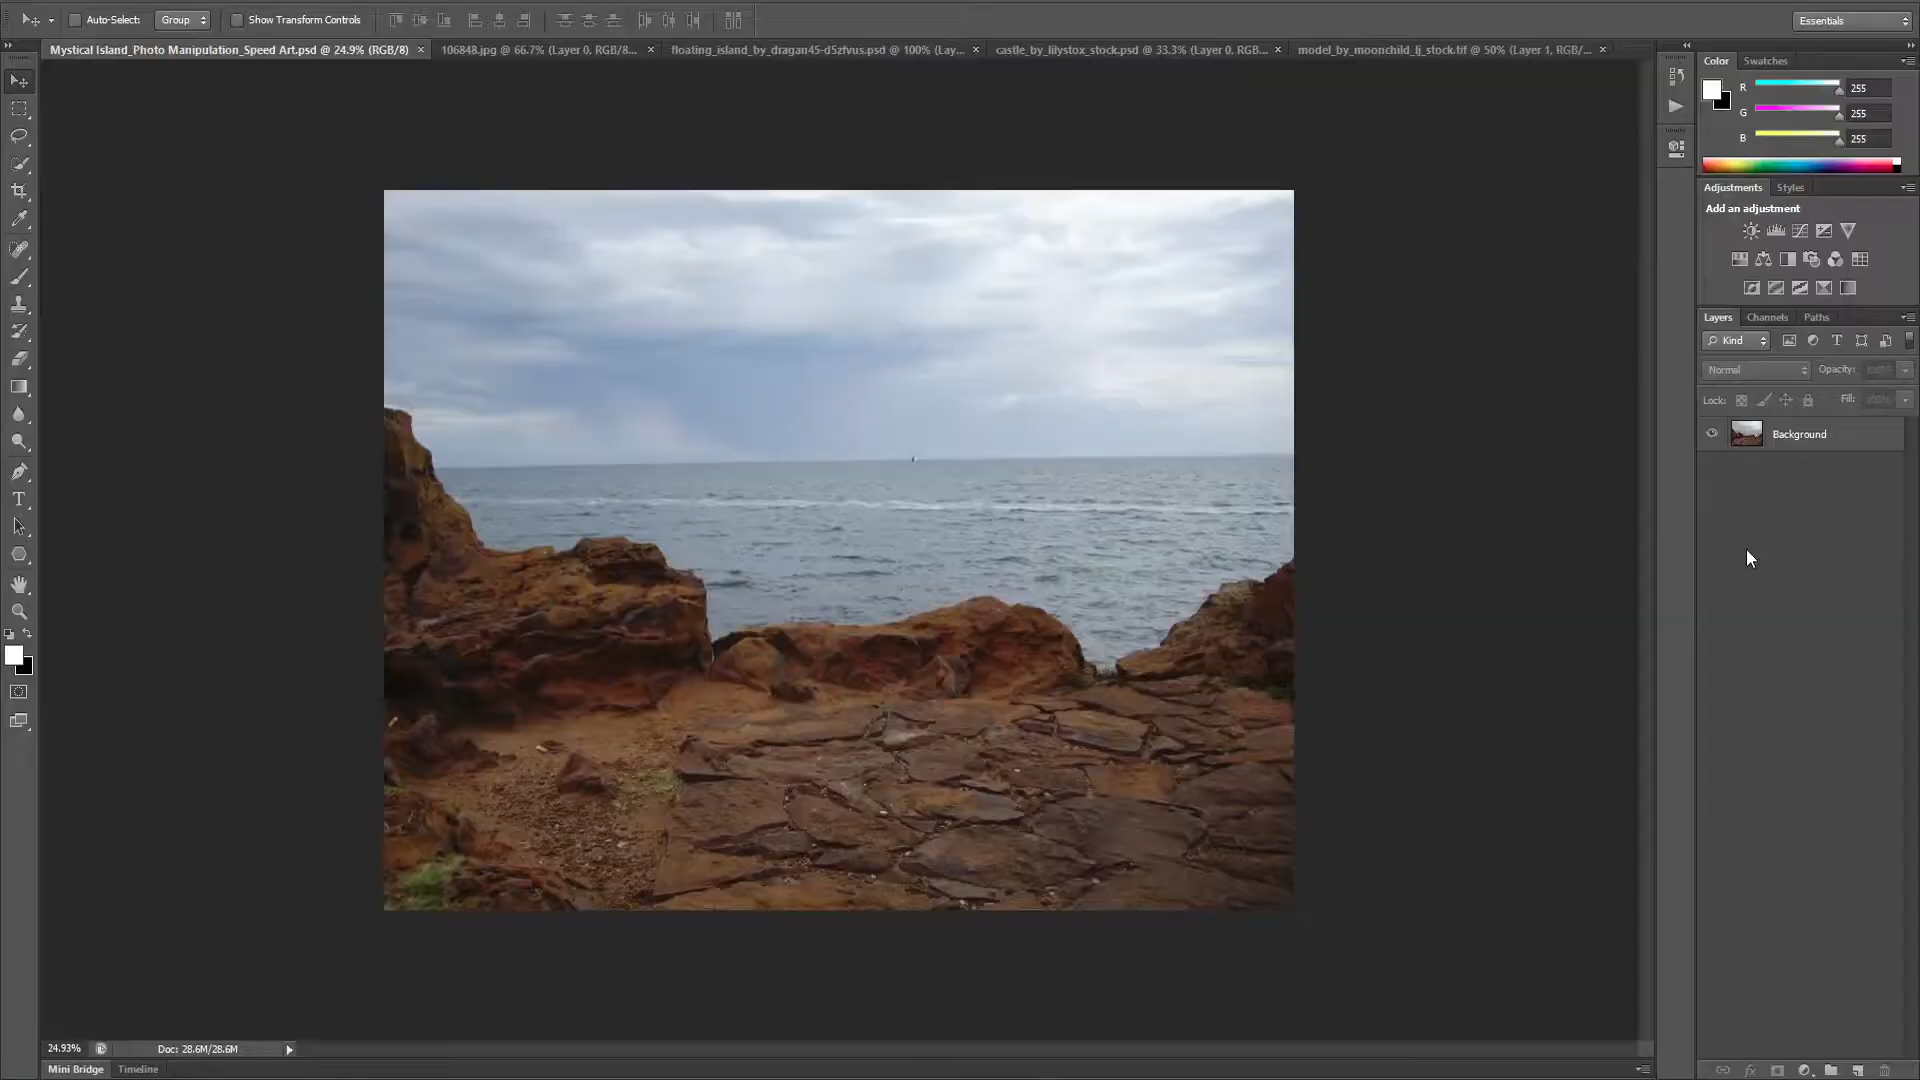 Auto-Select:
Group
Show Transform Controls
Essentials
Mystical Island_Photo Manipulation_Speed Art.psd @ 24.9% (RGB/8)
106848.jpg @ 66.7% (Layer 0, RGB/8...
floating_island_by_dragan45-d5zfvus.psd @ 100% (Lay...
castle_by_lilystox_stock.psd @ 33.3% (Layer 0, RGB...
model_by_moonchild_lj_stock.tif @ 50% (Layer 1, RGB/...
Color
Swatches
R
255
G
255
B
255
Adjustments
Styles
Add an adjustment
Layers
Channels
Paths
Kind
Normal
Opacity:
Lock:
Fill:
Background
24.93%
Doc: 28.6M/28.6M
Mini Bridge
Timeline